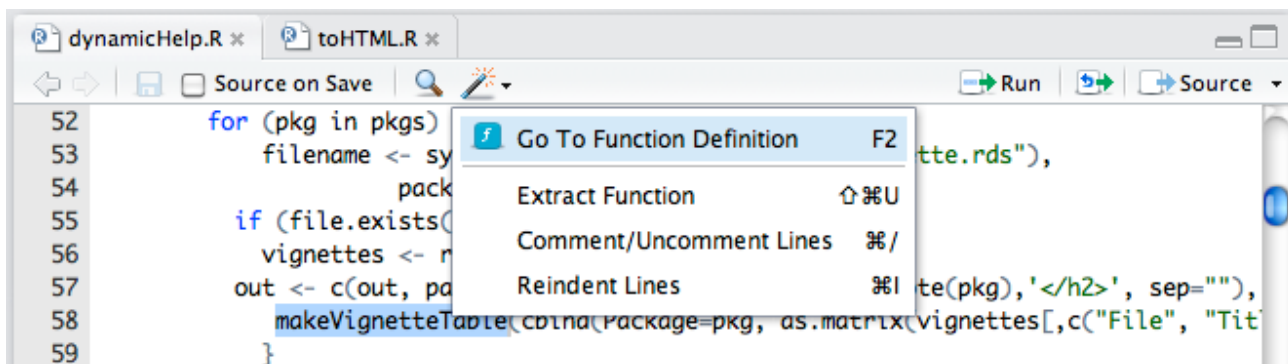 dynamicHelp.R × toHTML.R ×
Source on Save Run Source
52 for (pkg in pkgs)
Go To Function Definition F2
53 filename <- sy tte.rds"),
54 pack
Extract Function ⇧⌘U
55 if (file.exists(
Comment/Uncomment Lines ⌘/
56 vignettes <- r
Reindent Lines ⌘I
57 out <- c(out, pa te(pkg),'</h2>', sep=""),
58 makeVignetteTable(cbind(Package=pkg, as.matrix(vignettes[,c("File", "Tit
59 }